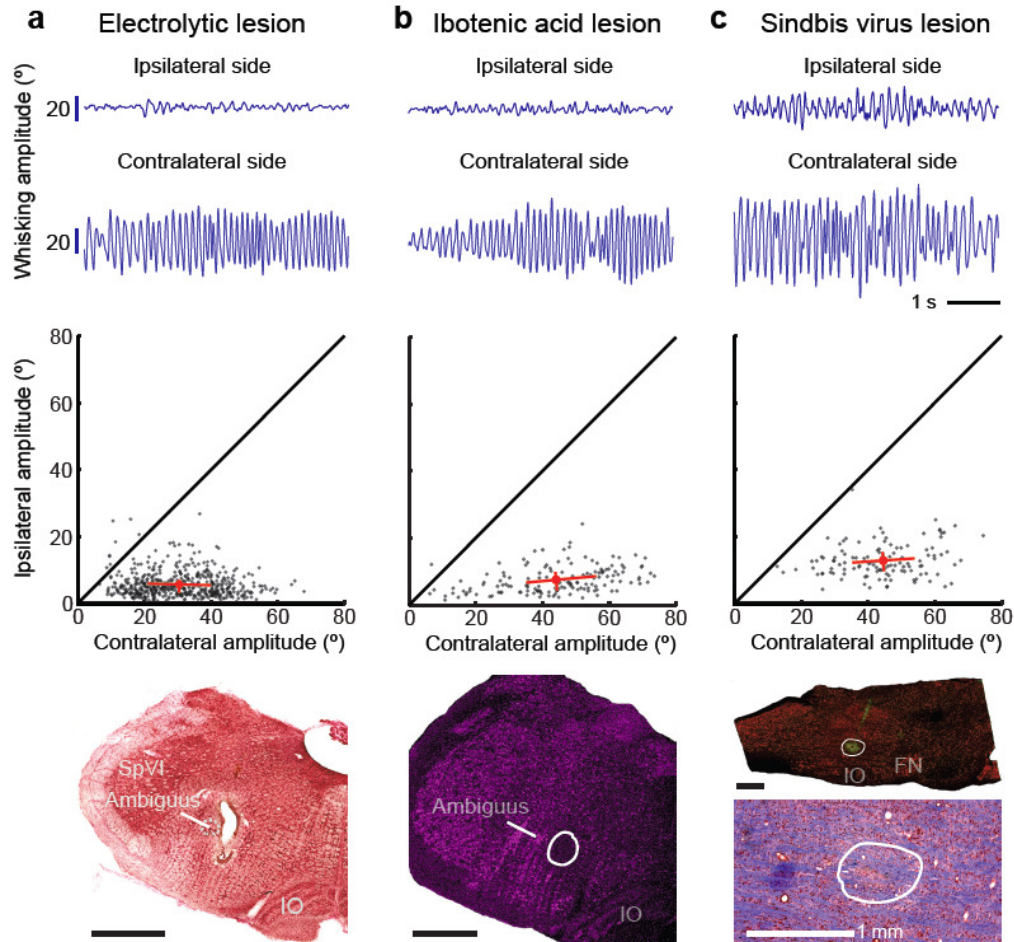 a Electrolytic lesion
b Ibotenic acid lesion
c Sindbis virus lesion
Ipsilateral side
Ipsilateral side
Ipsilateral side
Whisking amplitude (º)
20
Contralateral side
Contralateral side
Contralateral side
20
1 s
Ipsilateral amplitude (º)
80
60
40
20
0
0 20 40 60 80
0 20 40 60 80
0 20 40 60 80
Contralateral amplitude (º)
Contralateral amplitude (º)
Contralateral amplitude (º)
SpVI
Ambiguus
IO
Ambiguus
IO
IO
FN
1 mm